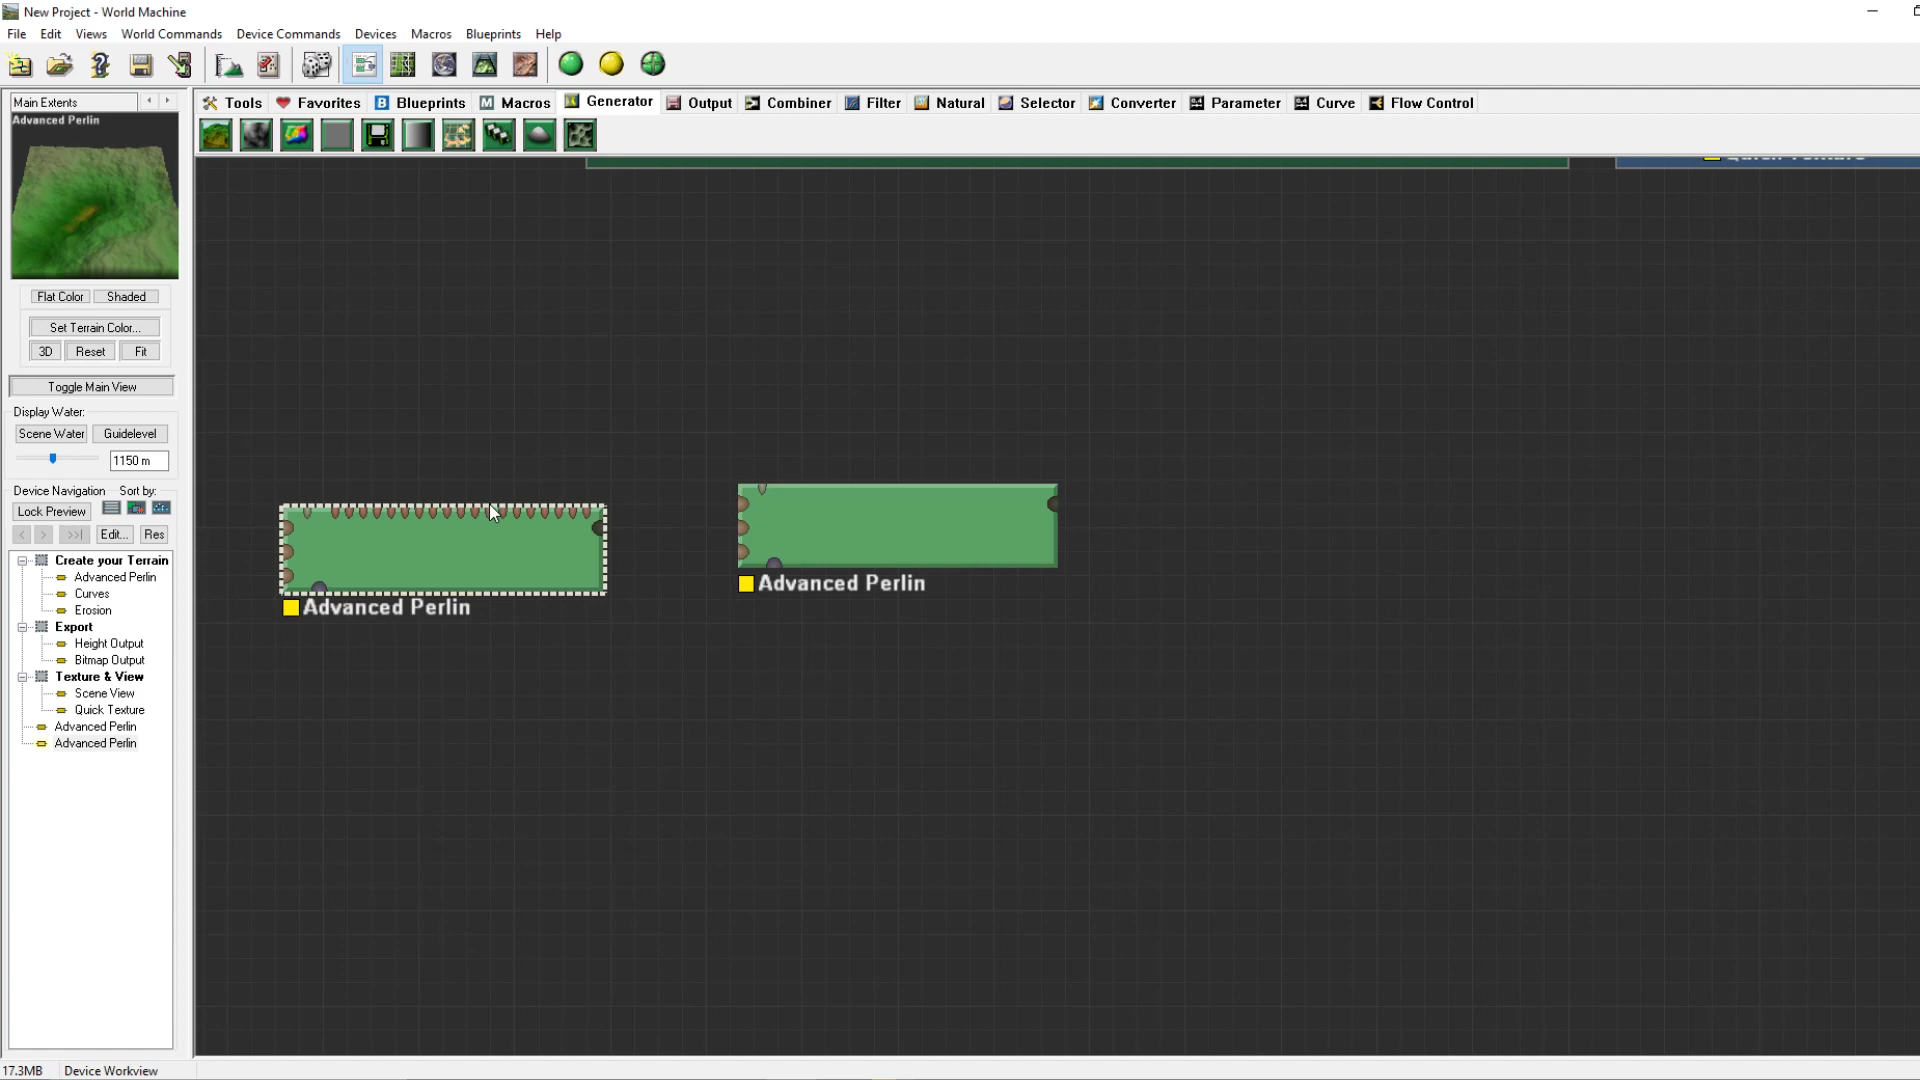 New Project - World Machine
File Edit Views World Commands Device Commands Devices Macros Blueprints Help
Main Extents
Tools Favorites B Blueprints M Macros Generator Output Combiner Filter Natural Selector Converter Parameter Curve Flow Control
Advanced Perlin
Quick Texture
Flat Color Shaded
Set Terrain Color...
3D Reset Fit
Toggle Main View
Display Water:
Scene Water Guidelevel
1150 m
Device Navigation Sort by:
Lock Preview
< > >>| Edit... Res
Create your Terrain
Advanced Perlin
Curves
Erosion
Export
Height Output
Bitmap Output
Texture & View
Scene View
Quick Texture
Advanced Perlin
Advanced Perlin
Advanced Perlin
Advanced Perlin
17.3MB Device Workview